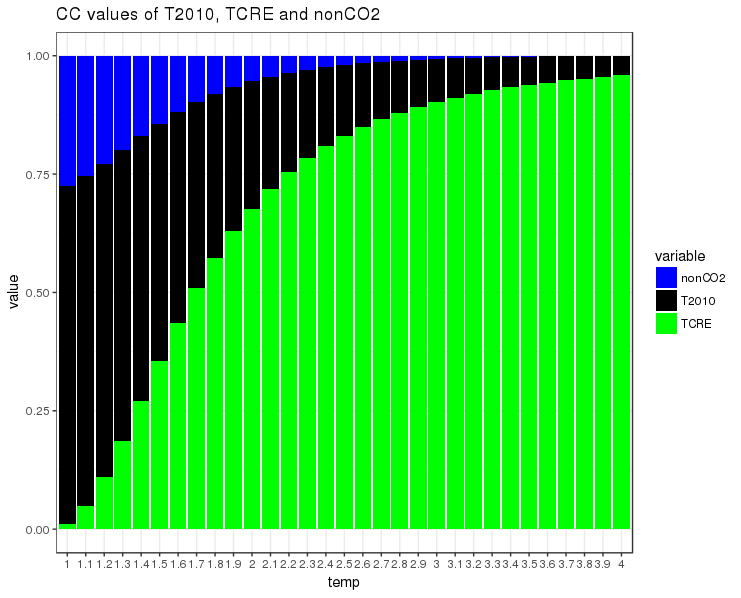 CC values of T2010, TCRE and nonCO2
1.00
0.75
0.50
0.25
0.00
value
1 1.1 1.2 1.3 1.4 1.5 1.6 1.7 1.8 1.9 2 2.1 2.2 2.3 2.4 2.5 2.6 2.7 2.8 2.9 3 3.1 3.2 3.3 3.4 3.5 3.6 3.7 3.8 3.9 4
temp
variable
nonCO2
T2010
TCRE